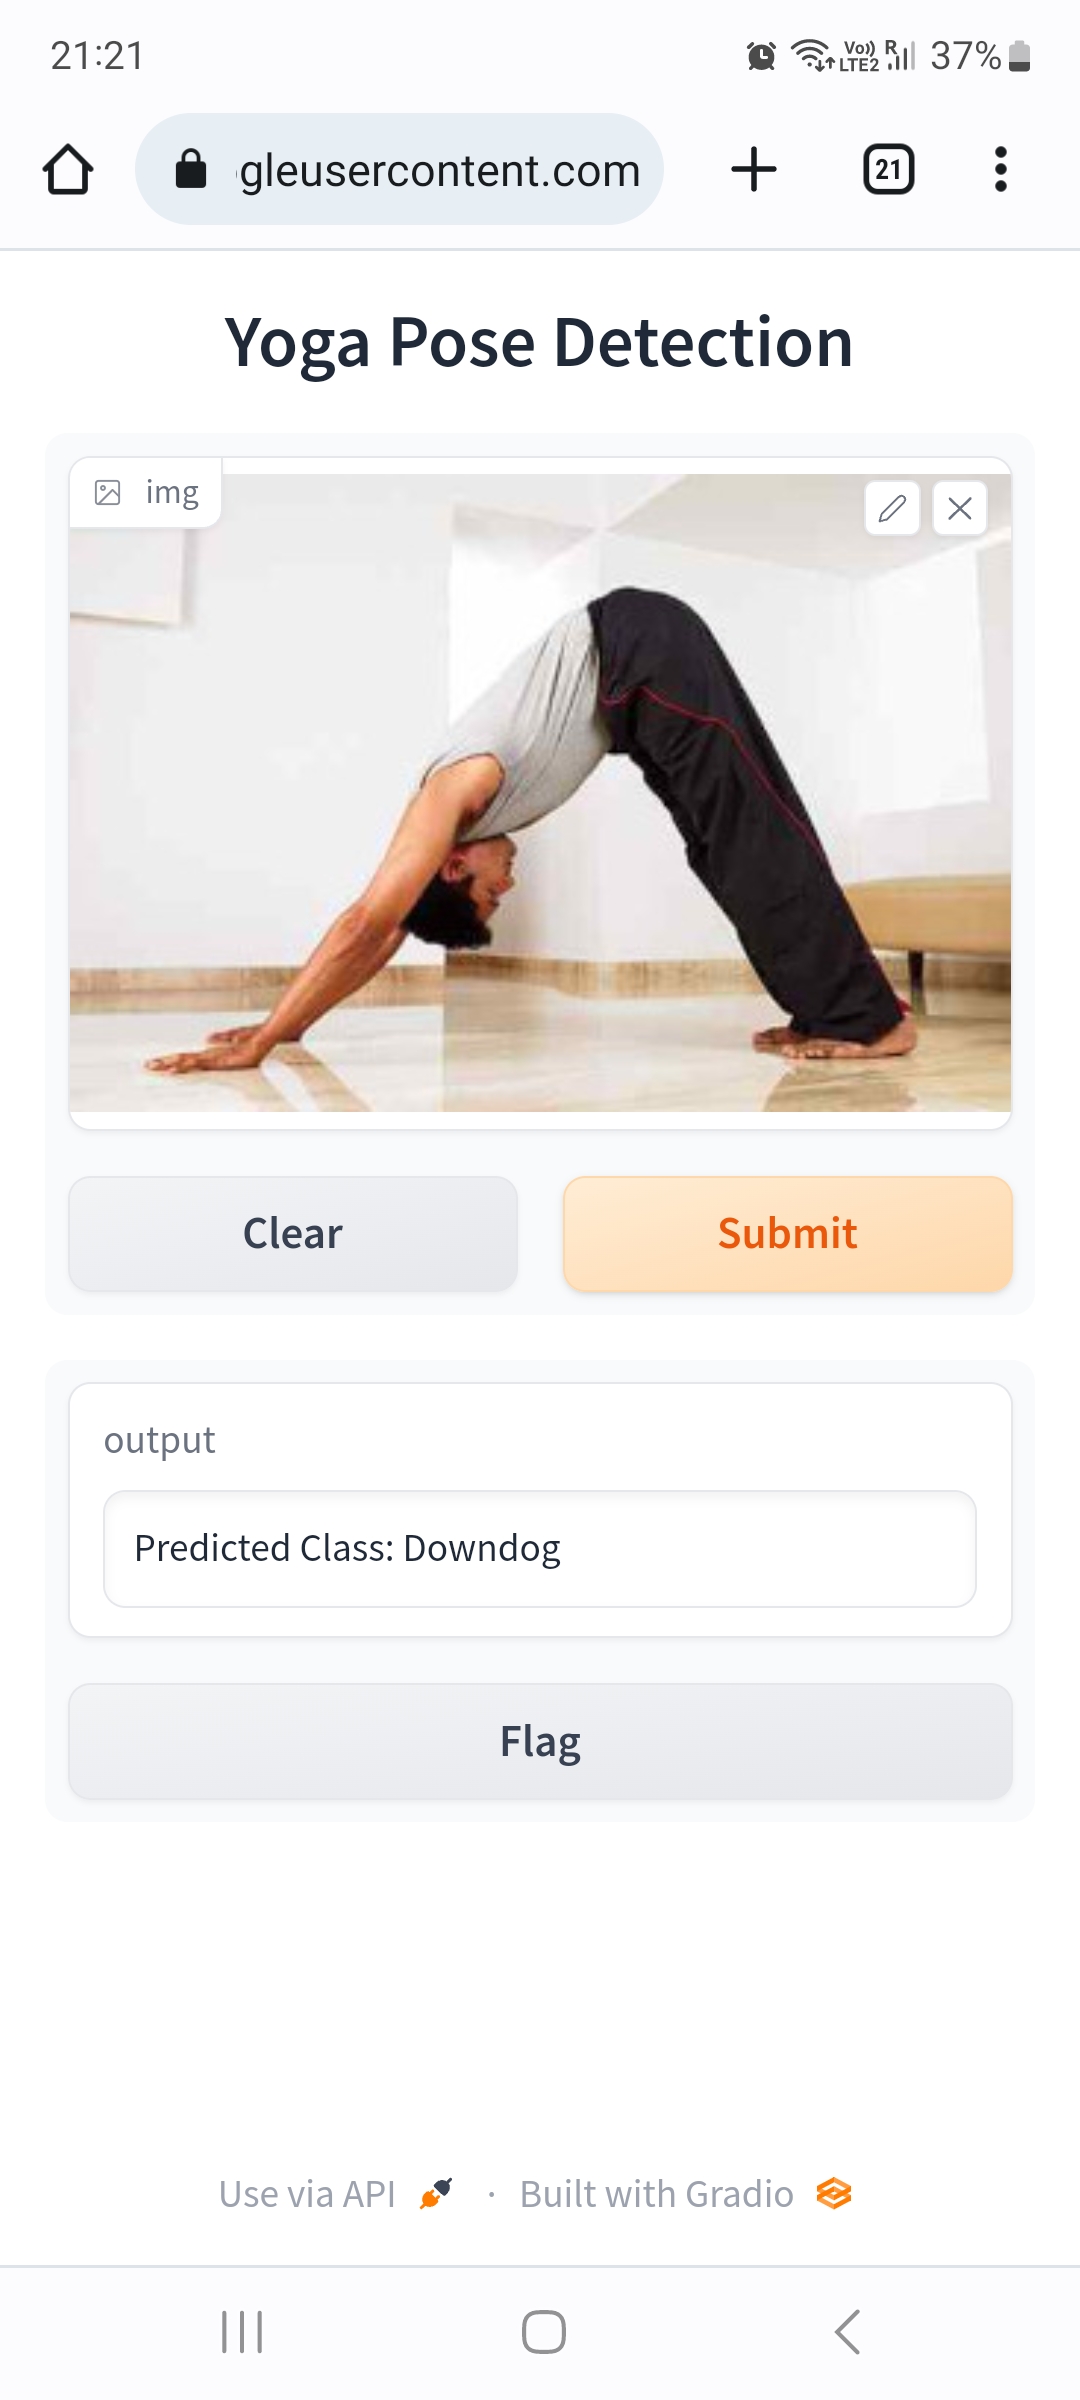 21:21
Vo)) LTE2 R 37%
gleusercontent.com
21
Yoga Pose Detection
img
Clear
Submit
output
Predicted Class: Downdog
Flag
Use via API · Built with Gradio